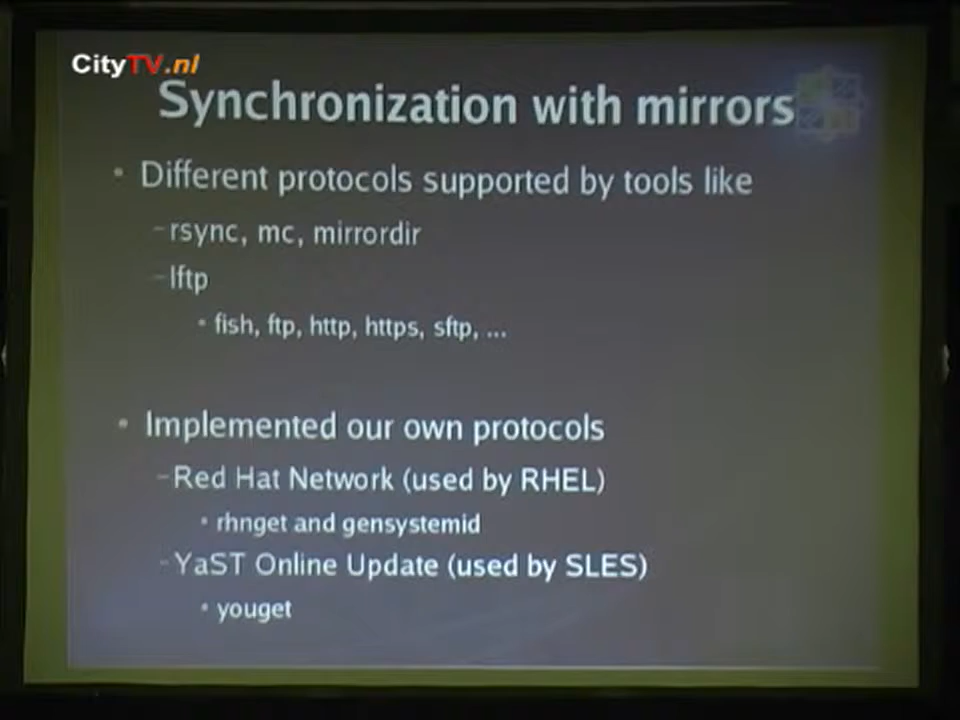 CityTV.nl
Synchronization with mirrors
• Different protocols supported by tools like
–rsync, mc, mirrordir
–lftp
• fish, ftp, http, https, sftp, ...
• Implemented our own protocols
–Red Hat Network (used by RHEL)
• rhnget and gensystemid
–YaST Online Update (used by SLES)
• youget